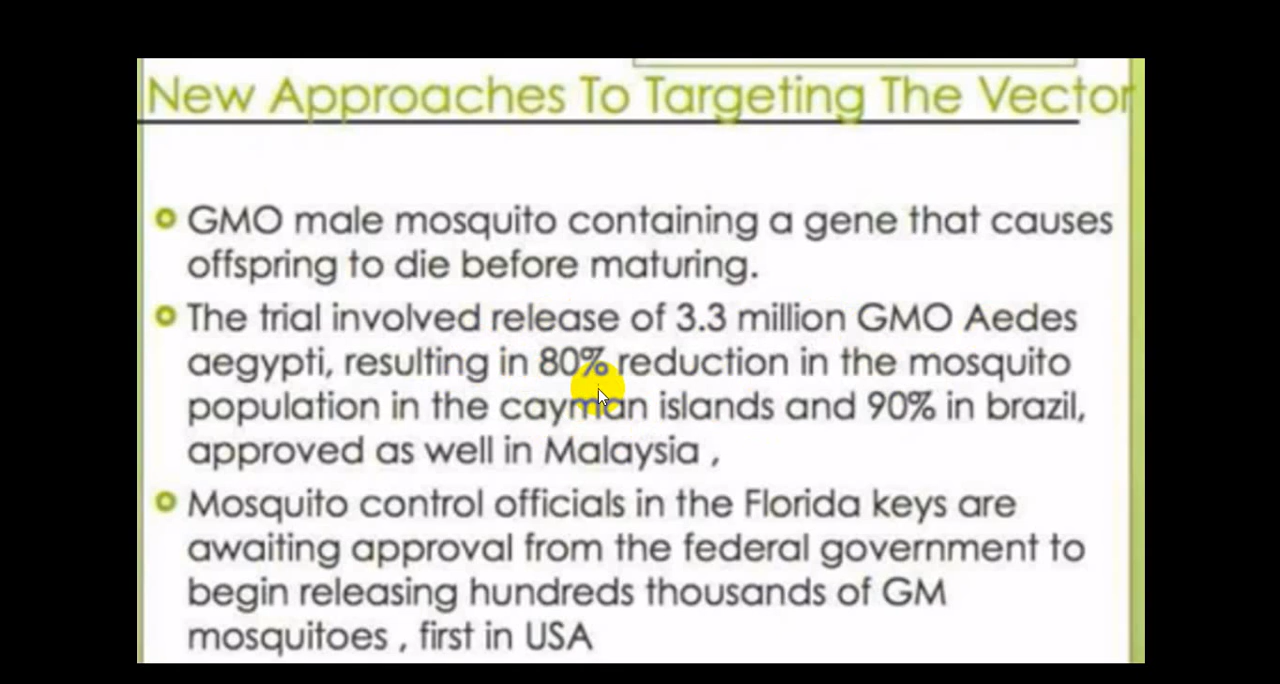 New Approaches To Targeting The Vector
GMO male mosquito containing a gene that causes
offspring to die before maturing.
The trial involved release of 3.3 million GMO Aedes
aegypti, resulting in 80% reduction in the mosquito
population in the cayman islands and 90% in brazil,
approved as well in Malaysia ,
Mosquito control officials in the Florida keys are
awaiting approval from the federal government to
begin releasing hundreds thousands of GM
mosquitoes , first in USA